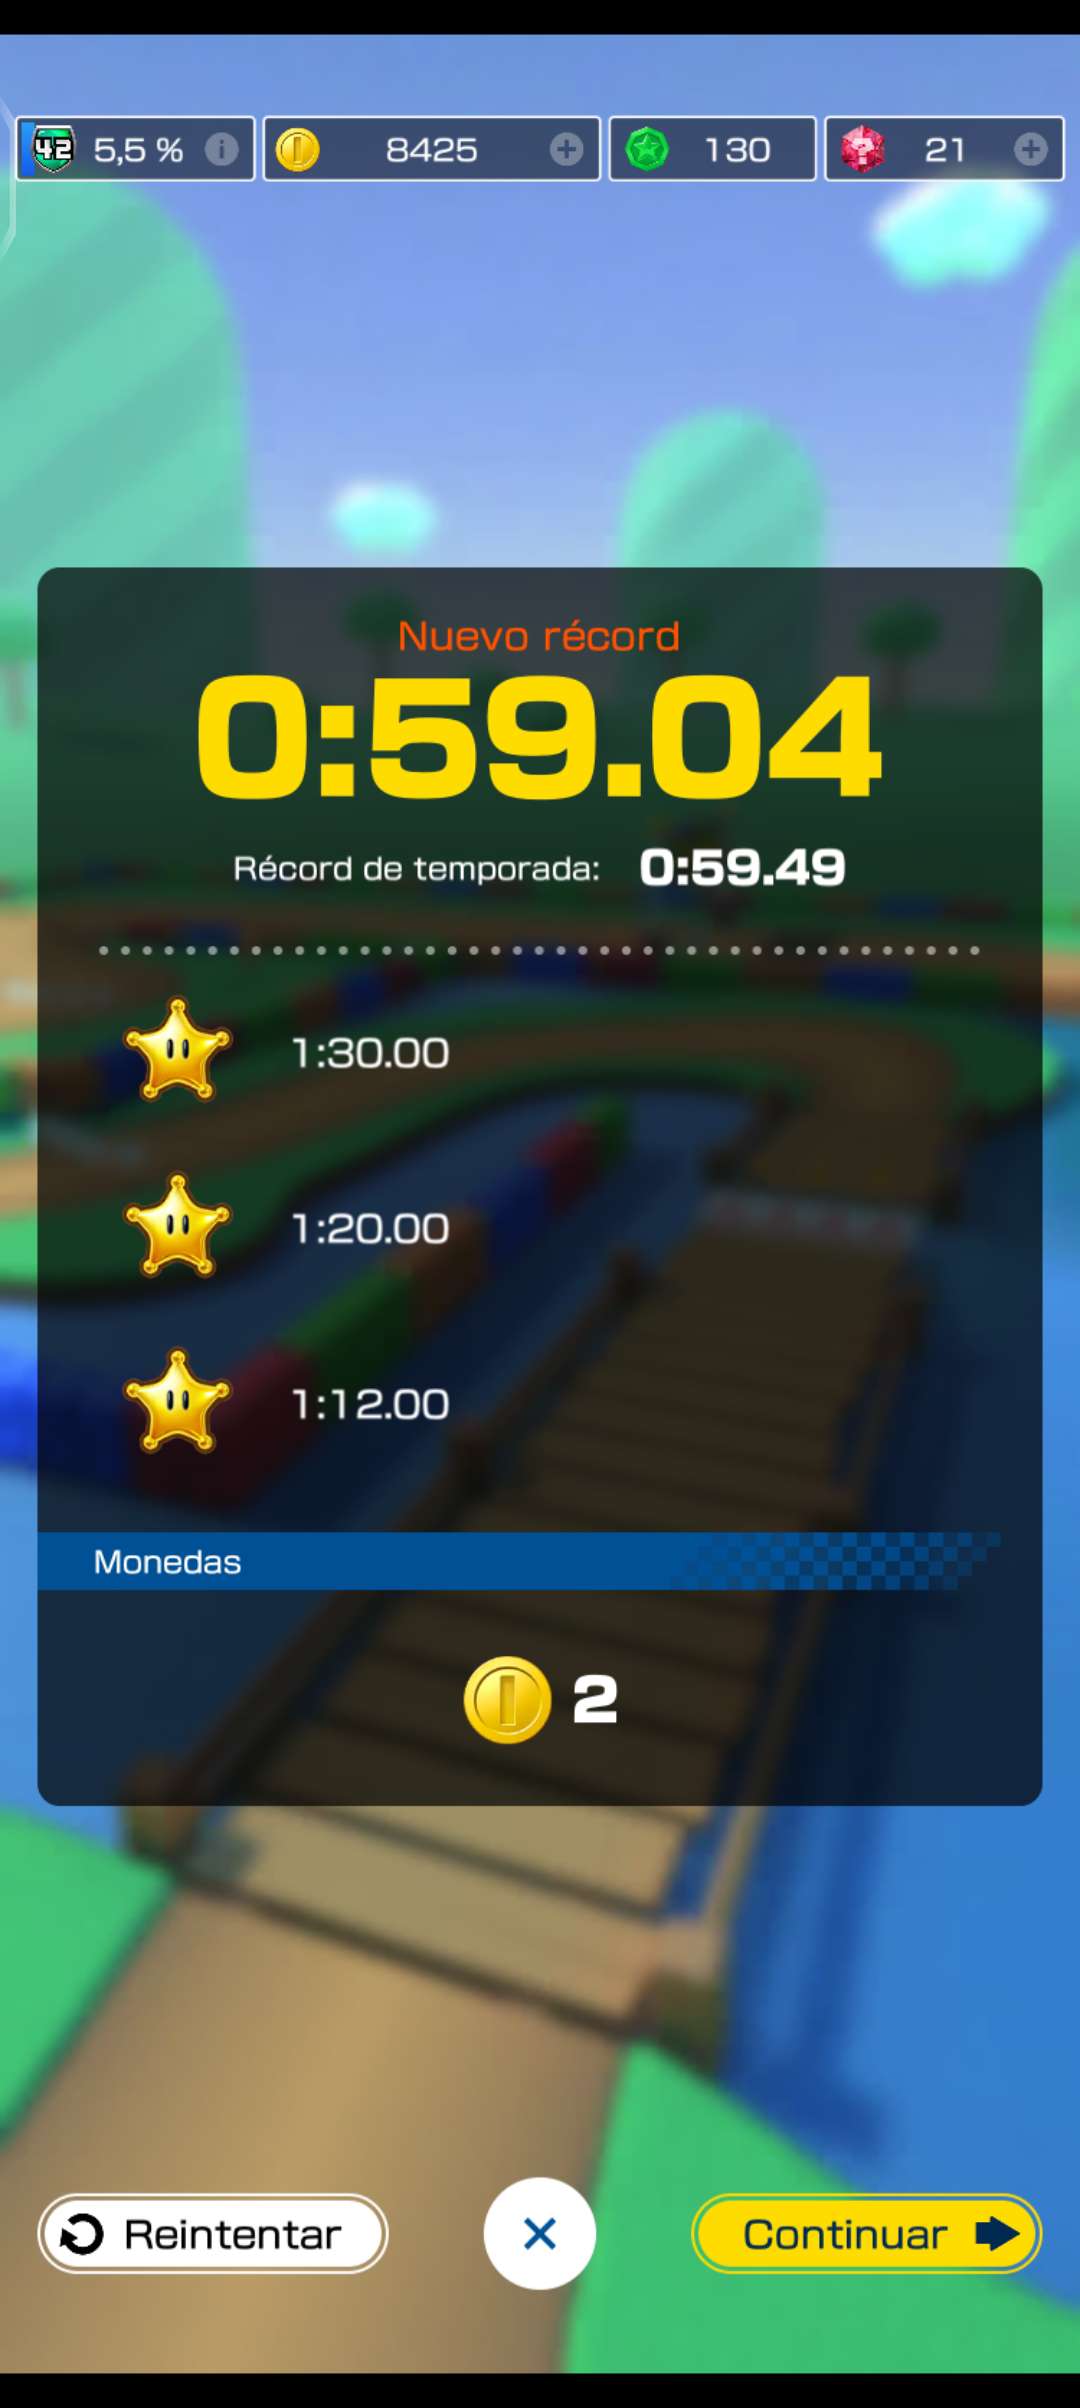 42 5,5 % i 8425 + 130 ? 21 +
Nuevo récord
0:59.04
Récord de temporada: 0:59.49
1:30.00
1:20.00
1:12.00
Monedas
2
Reintentar × Continuar